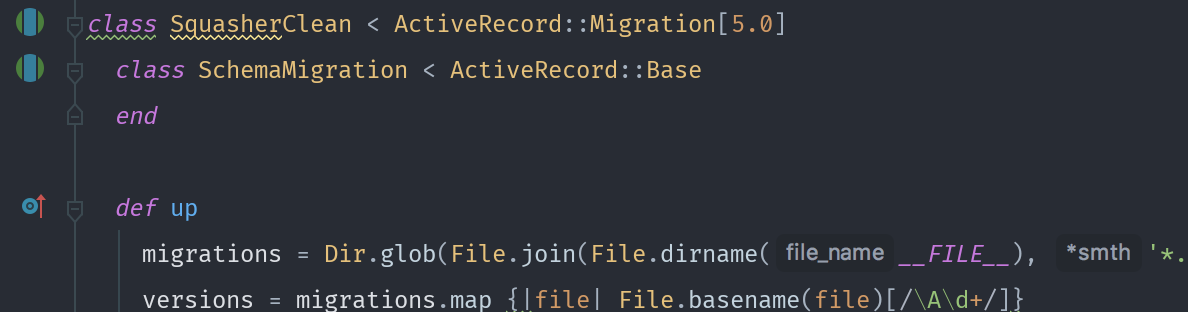 class SquasherClean < ActiveRecord::Migration[5.0]
class SchemaMigration < ActiveRecord::Base
end
def up
migrations = Dir.glob(File.join(File.dirname( file_name __FILE__), *smth '*.
versions = migrations.map {|file| File.basename(file)[/\A\d+/]}